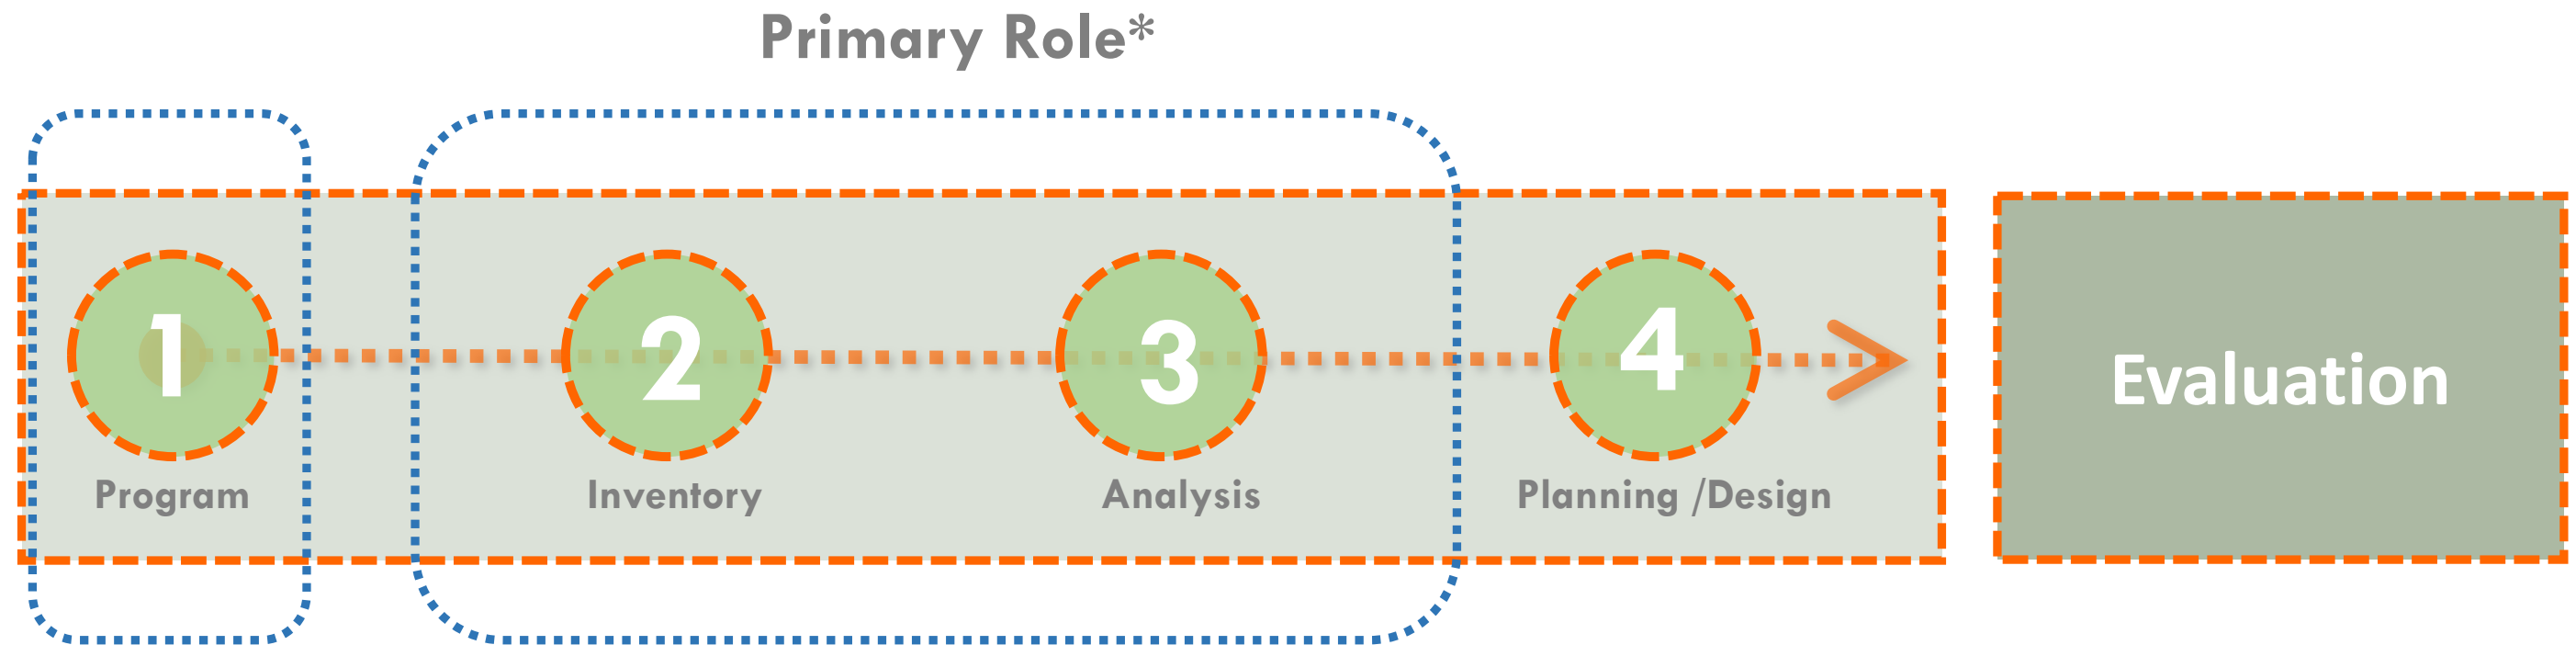 Primary Role*
1
2
3
4
Program
Inventory
Analysis
Planning /Design
Evaluation